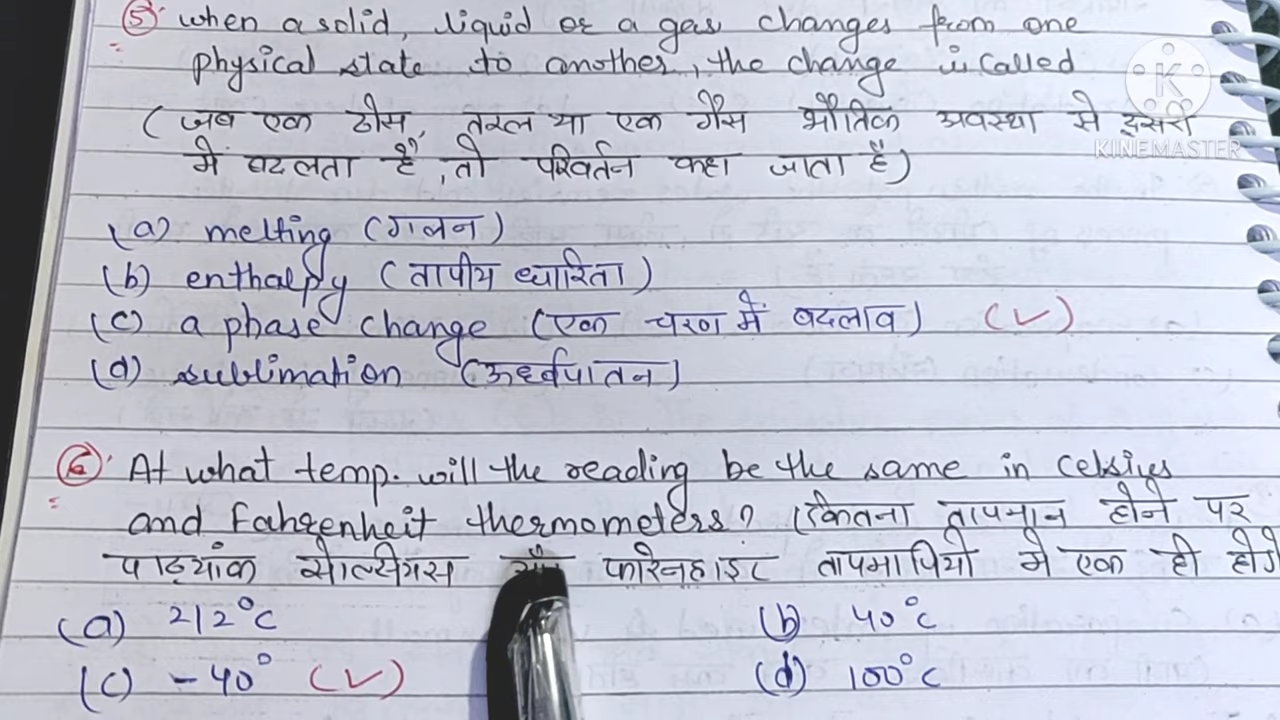 ⑤ when a solid, liquid or a gas changes from one
physical state to another, the change is called
(जब एक ठोस, तरल या एक गैस भौतिक अवस्था से दूसरी
में बदलता है, तो परिवर्तन कहा जाता है)
K
KINEMASTER
(a) melting (गलन)
(b) enthalpy (तापीय ध्यारिता)
(c) a phase change (एक चरण में बदलाव) (✓)
(d) sublimation (ऊर्ध्वपातन)
⑥ At what temp. will the reading be the same in Celsius
and Fahrenheit thermometers? (कितना तापमान होने पर
पाठ्यांक सेल्सीयस फारेनहाइट तापमापियों में एक ही होगे
(a) 212°C (b) 40°C
(c) -40° (✓) (d) 100°C